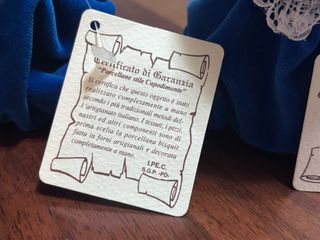 Certificato di Garanzia
"Porcellane stile Capodimonte"
Si certifica che questo oggetto è stato
realizzato completamente a mano
secondo i più tradizionali metodi del-
l'artigianato italiano. I tessuti, i pizzi,
nastri ed altri componenti sono di
prima scelta la porcellana bisquit
fatta in forni artigianali e decorata
completamente a mano.
I.PE.C.
S.G.P. -PD-